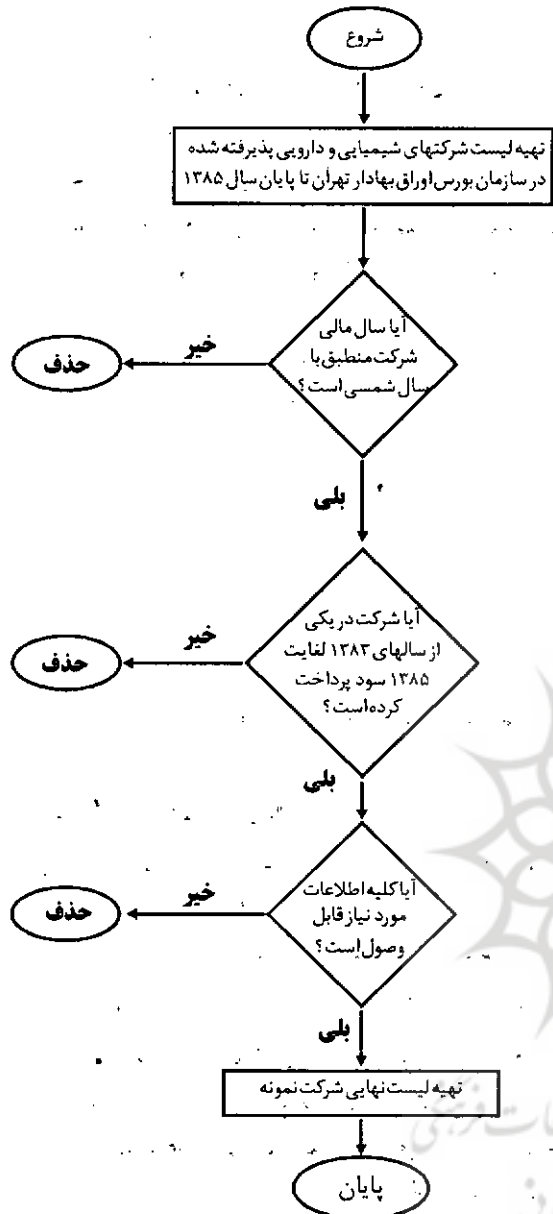 شروع
تهیه لیست شرکتهای شیمیایی و دارویی پذیرفته شده
در سازمان بورس اوراق بهادار تهران تا پایان سال ۱۳۸۵
آیا سال مالی
شرکت منطبق با
سال شمسی است؟
خیر
حذف
بلی
آیا شرکت در یکی
از سالهای ۱۳۸۳ لغایت
۱۳۸۵ سود پرداخت
کرده است؟
خیر
حذف
بلی
آیا کلیه اطلاعات
مورد نیاز قابل
وصول است؟
خیر
حذف
بلی
تهیه لیست نهایی شرکت نمونه
پایان